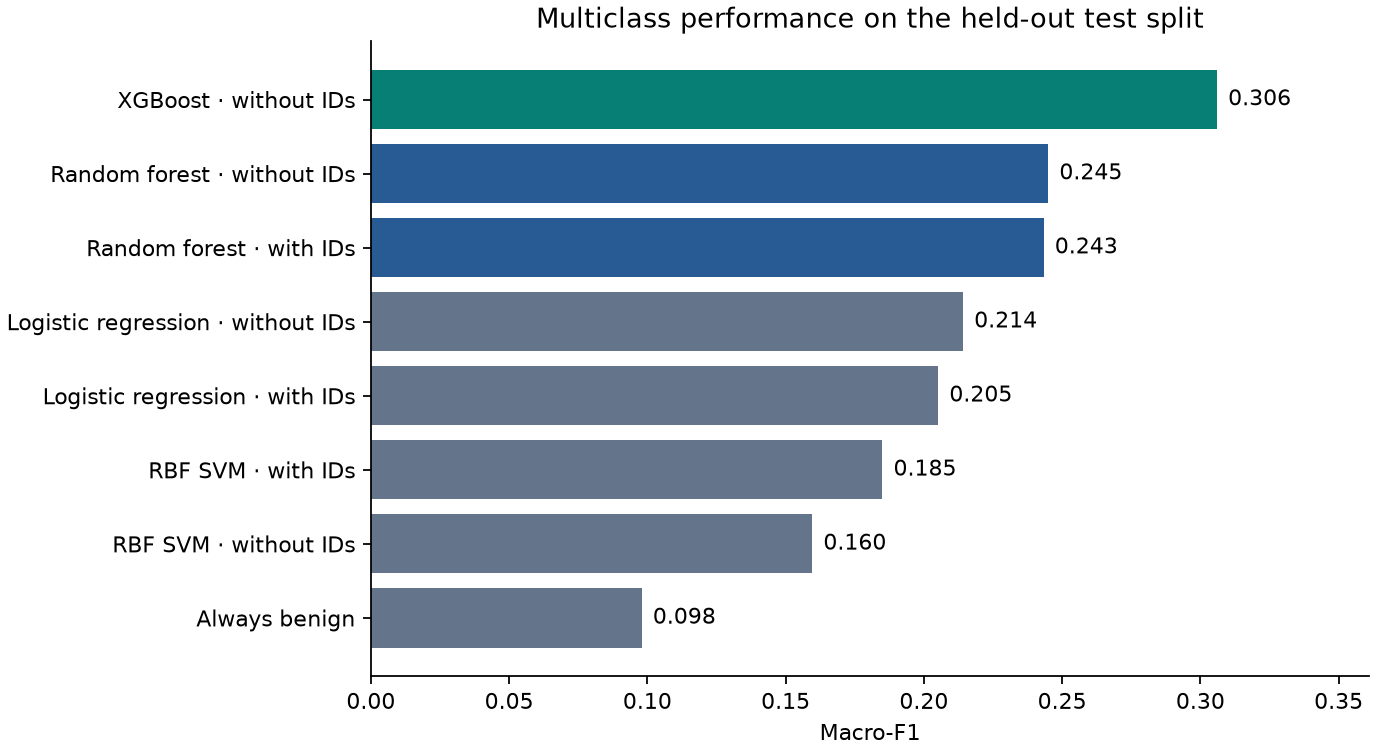 Multiclass performance on the held-out test split
XGBoost · without IDs 0.306
Random forest · without IDs 0.245
Random forest · with IDs 0.243
Logistic regression · without IDs 0.214
Logistic regression · with IDs 0.205
RBF SVM · with IDs 0.185
RBF SVM · without IDs 0.160
Always benign 0.098
0.00 0.05 0.10 0.15 0.20 0.25 0.30 0.35
Macro-F1